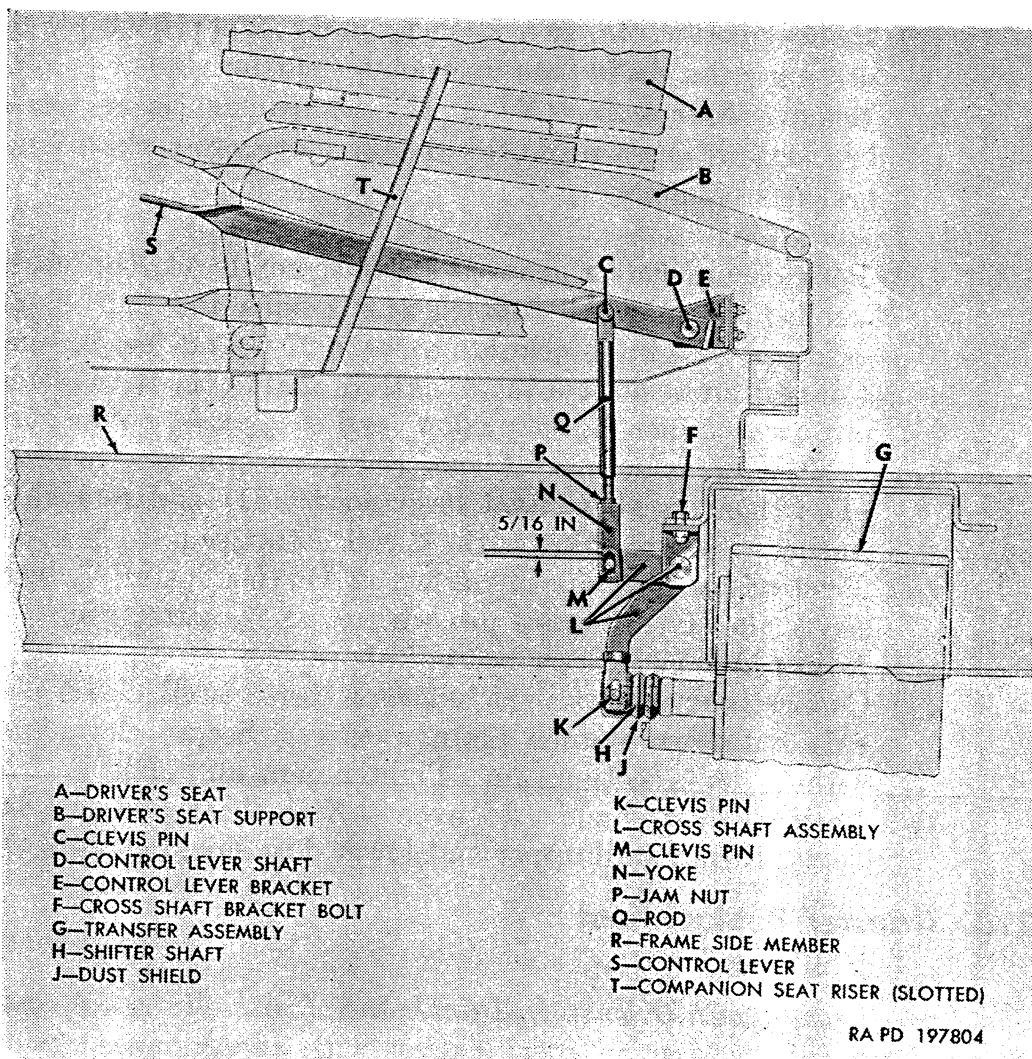 A
B
T
S
C
D
E
R
Q
F
G
P
N
5/16 IN
M
L
K
H
J
A—DRIVER'S SEAT
B—DRIVER'S SEAT SUPPORT
C—CLEVIS PIN
D—CONTROL LEVER SHAFT
E—CONTROL LEVER BRACKET
F—CROSS SHAFT BRACKET BOLT
G—TRANSFER ASSEMBLY
H—SHIFTER SHAFT
J—DUST SHIELD
K—CLEVIS PIN
L—CROSS SHAFT ASSEMBLY
M—CLEVIS PIN
N—YOKE
P—JAM NUT
Q—ROD
R—FRAME SIDE MEMBER
S—CONTROL LEVER
T—COMPANION SEAT RISER (SLOTTED)
RA PD 197804